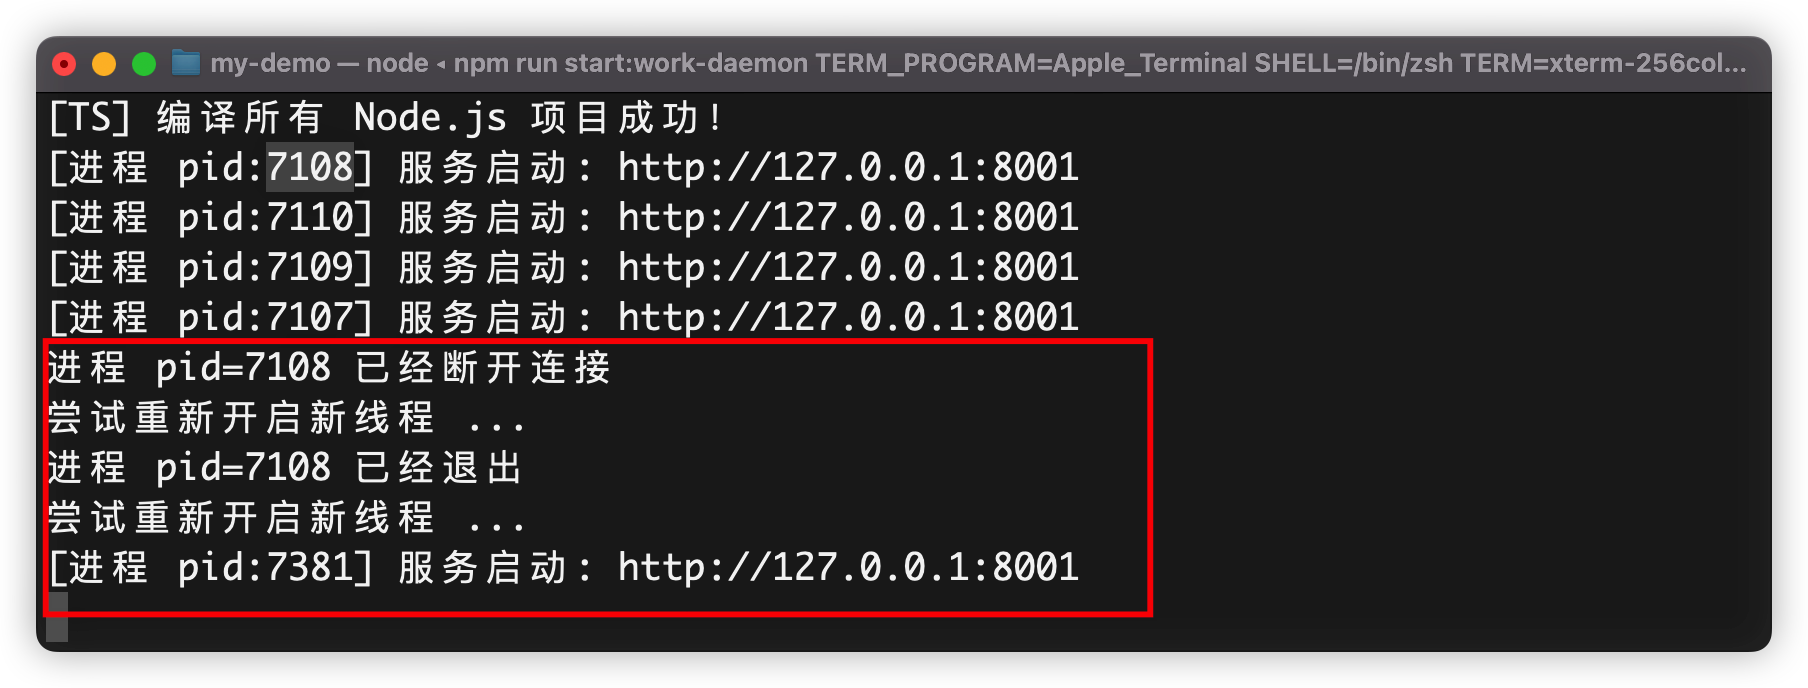 my-demo — node ◂ npm run start:work-daemon TERM_PROGRAM=Apple_Terminal SHELL=/bin/zsh TERM=xterm-256col...
[TS] 编译所有 Node.js 项目成功!
[进程 pid:7108] 服务启动: http://127.0.0.1:8001
[进程 pid:7110] 服务启动: http://127.0.0.1:8001
[进程 pid:7109] 服务启动: http://127.0.0.1:8001
[进程 pid:7107] 服务启动: http://127.0.0.1:8001
进程 pid=7108 已经断开连接
尝试重新开启新线程 ...
进程 pid=7108 已经退出
尝试重新开启新线程 ...
[进程 pid:7381] 服务启动: http://127.0.0.1:8001